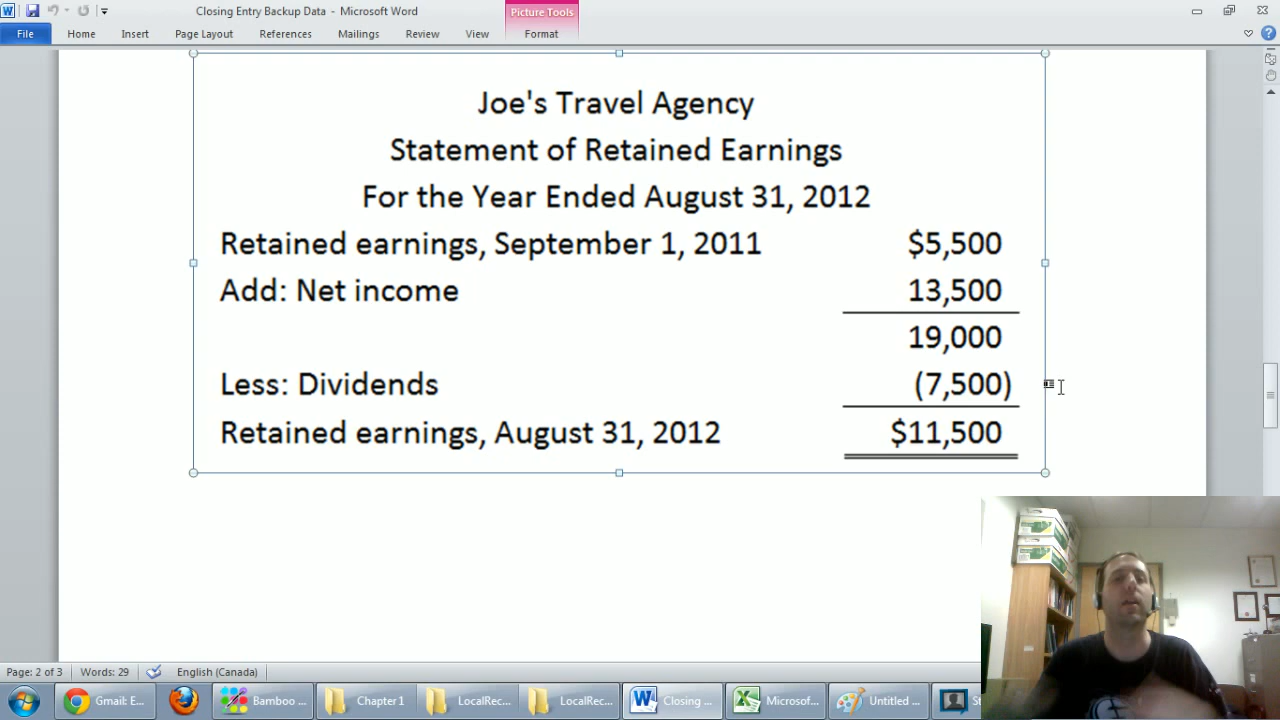 Closing Entry Backup Data - Microsoft Word
Picture Tools
File Home Insert Page Layout References Mailings Review View Format
Joe's Travel Agency
Statement of Retained Earnings
For the Year Ended August 31, 2012
Retained earnings, September 1, 2011 $5,500
Add: Net income 13,500
19,000
Less: Dividends (7,500)
Retained earnings, August 31, 2012 $11,500
Page: 2 of 3 Words: 29 English (Canada)
Gmail: E... Bamboo ... Chapter1 LocalRec... LocalRec... Closing ... Microsof... Untitled ... St